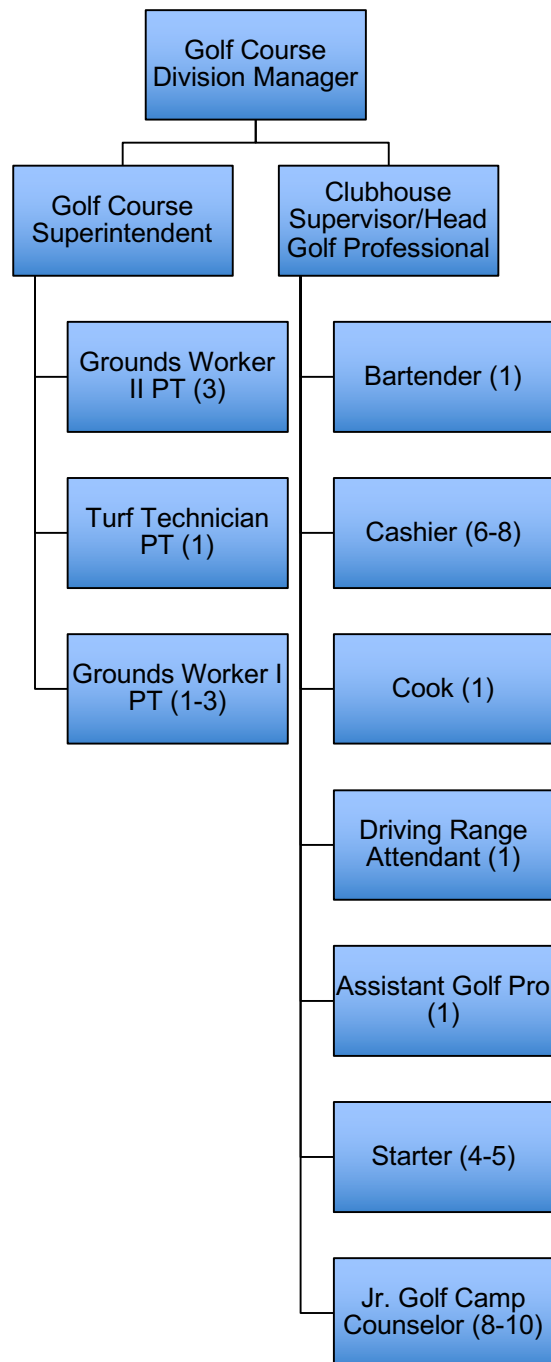 Golf Course
Division Manager
Golf Course
Superintendent
Clubhouse
Supervisor/Head
Golf Professional
Grounds Worker
II PT (3)
Turf Technician
PT (1)
Grounds Worker I
PT (1-3)
Bartender (1)
Cashier (6-8)
Cook (1)
Driving Range
Attendant (1)
Assistant Golf Pro
(1)
Starter (4-5)
Jr. Golf Camp
Counselor (8-10)